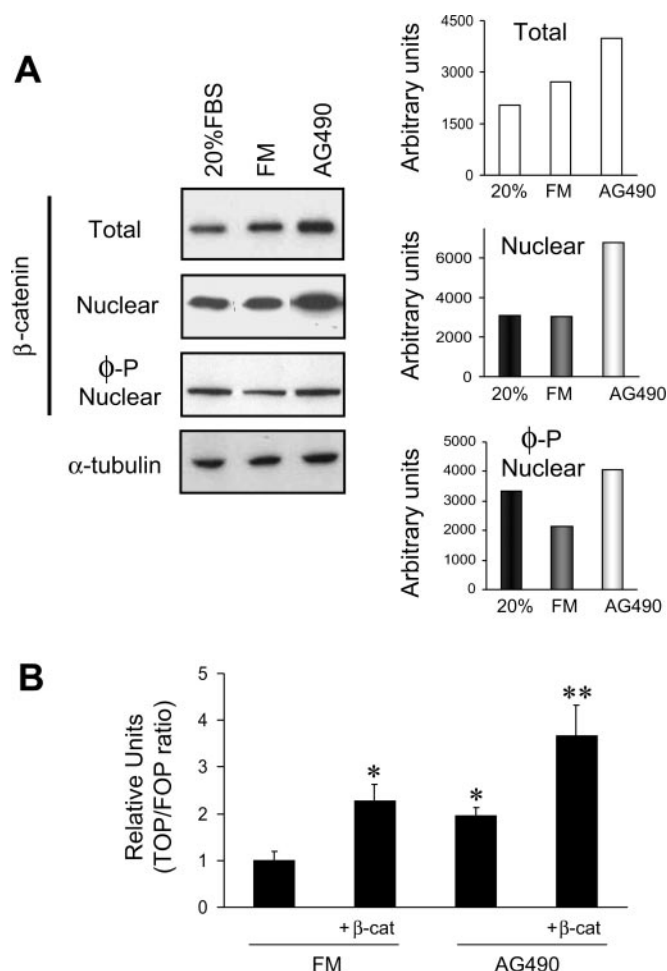 A
20%FBS
FM
AG490
β-catenin
Total
Nuclear
ϕ-P
Nuclear
α-tubulin
Total
Arbitrary units
4500
3000
1500
0
20% FM AG490
Nuclear
Arbitrary units
6000
4000
2000
0
20% FM AG490
ϕ-P
Nuclear
Arbitrary units
5000
4000
3000
2000
1000
0
20% FM AG490
B
Relative Units
(TOP/FOP ratio)
5
4
3
2
1
0
*
*
**
+ β-cat
+ β-cat
FM
AG490